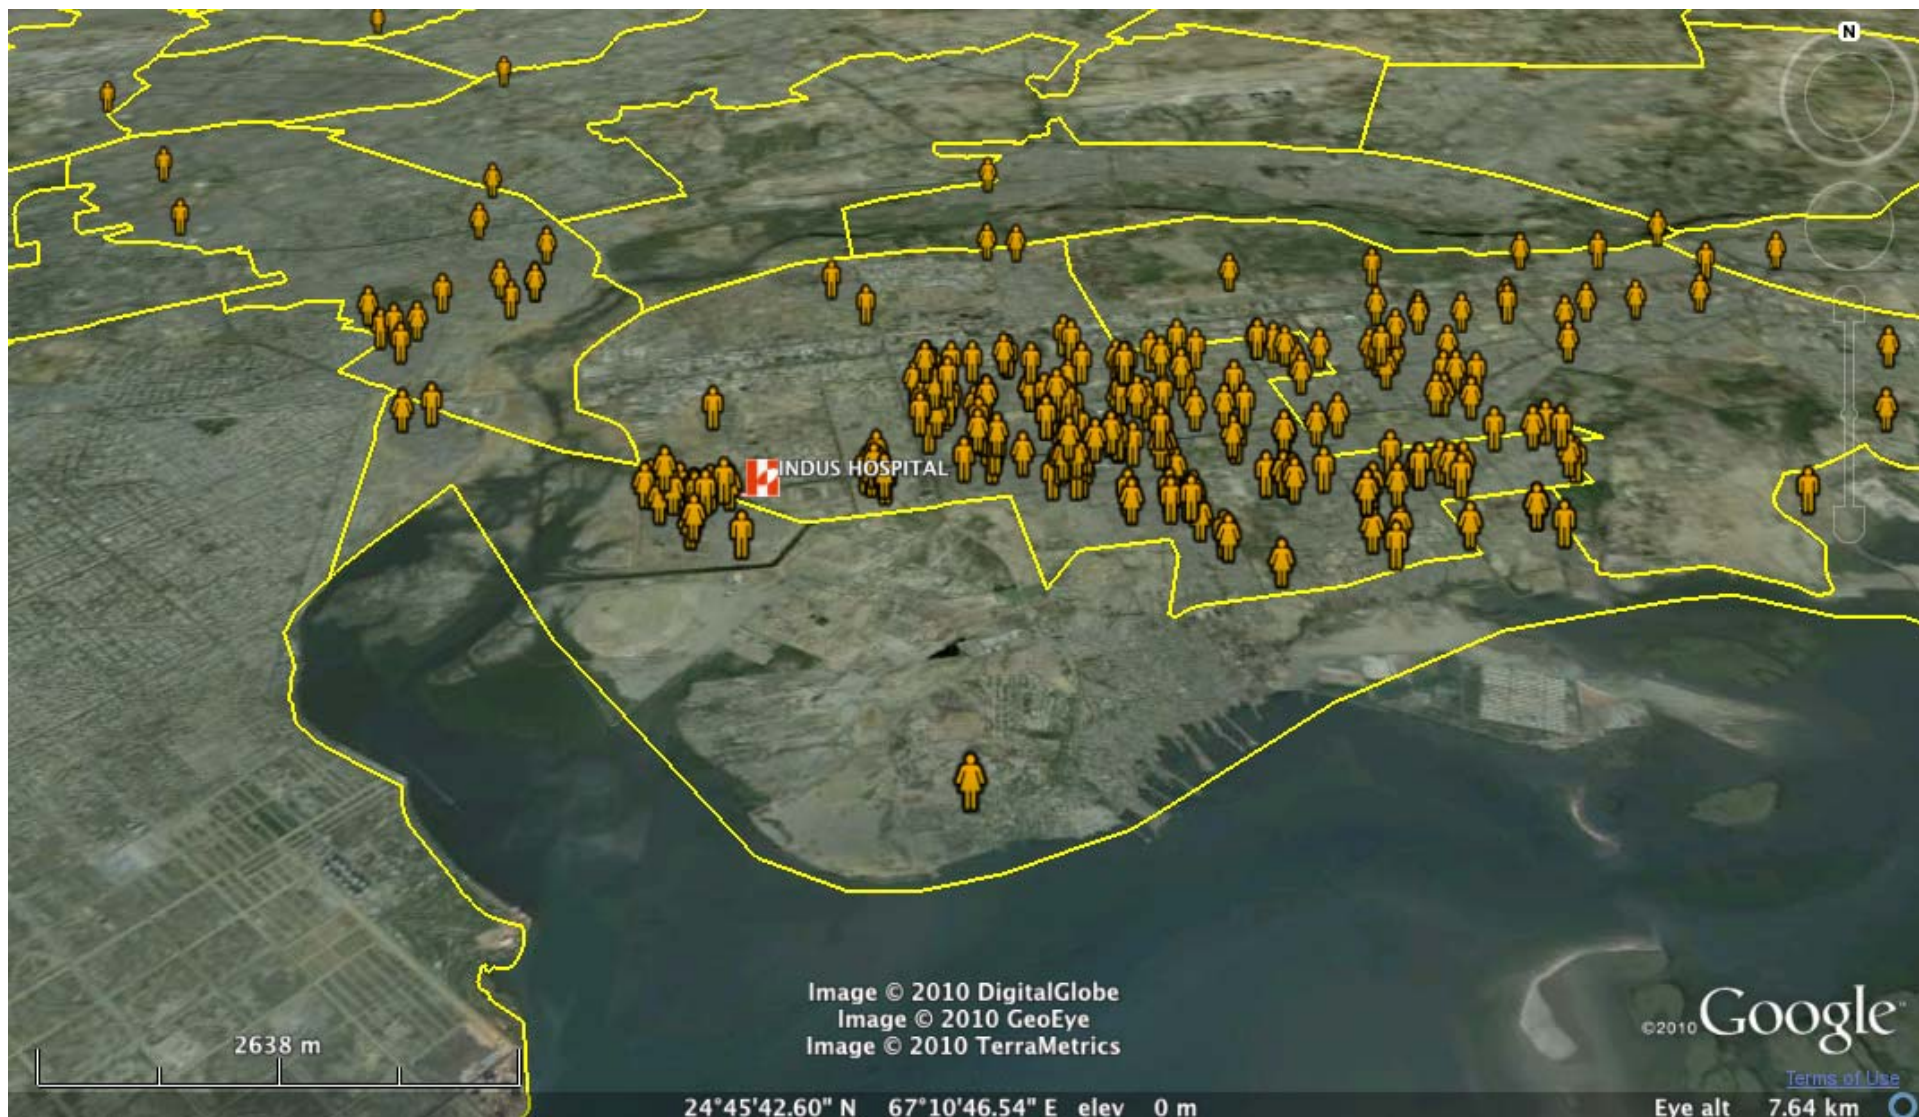 N
INDUS HOSPITAL
Image © 2010 DigitalGlobe
Image © 2010 GeoEye
Image © 2010 TerraMetrics
©2010 Google™
2638 m
Terms of Use
24°45'42.60" N 67°10'46.54" E elev 0 m
Eye alt 7.64 km